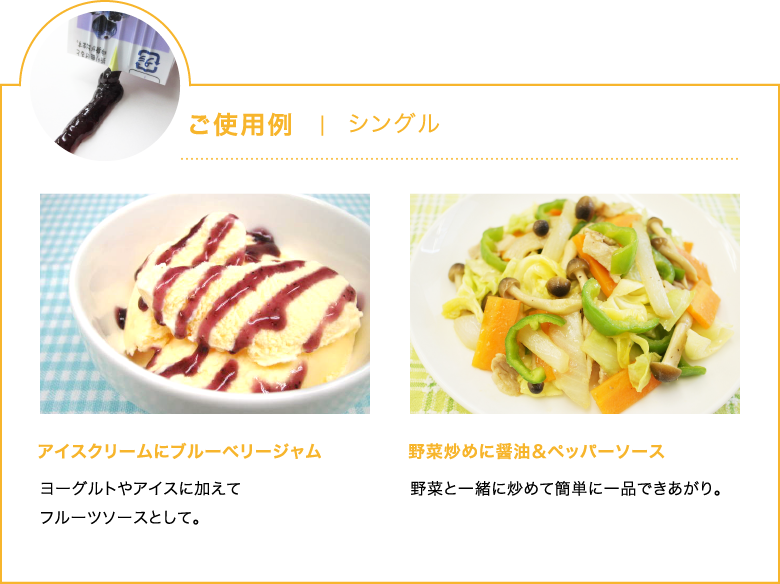 ご使用例 | シングル
アイスクリームにブルーベリージャム
ヨーグルトやアイスに加えて
フルーツソースとして。
野菜炒めに醤油＆ペッパーソース
野菜と一緒に炒めて簡単に一品できあがり。